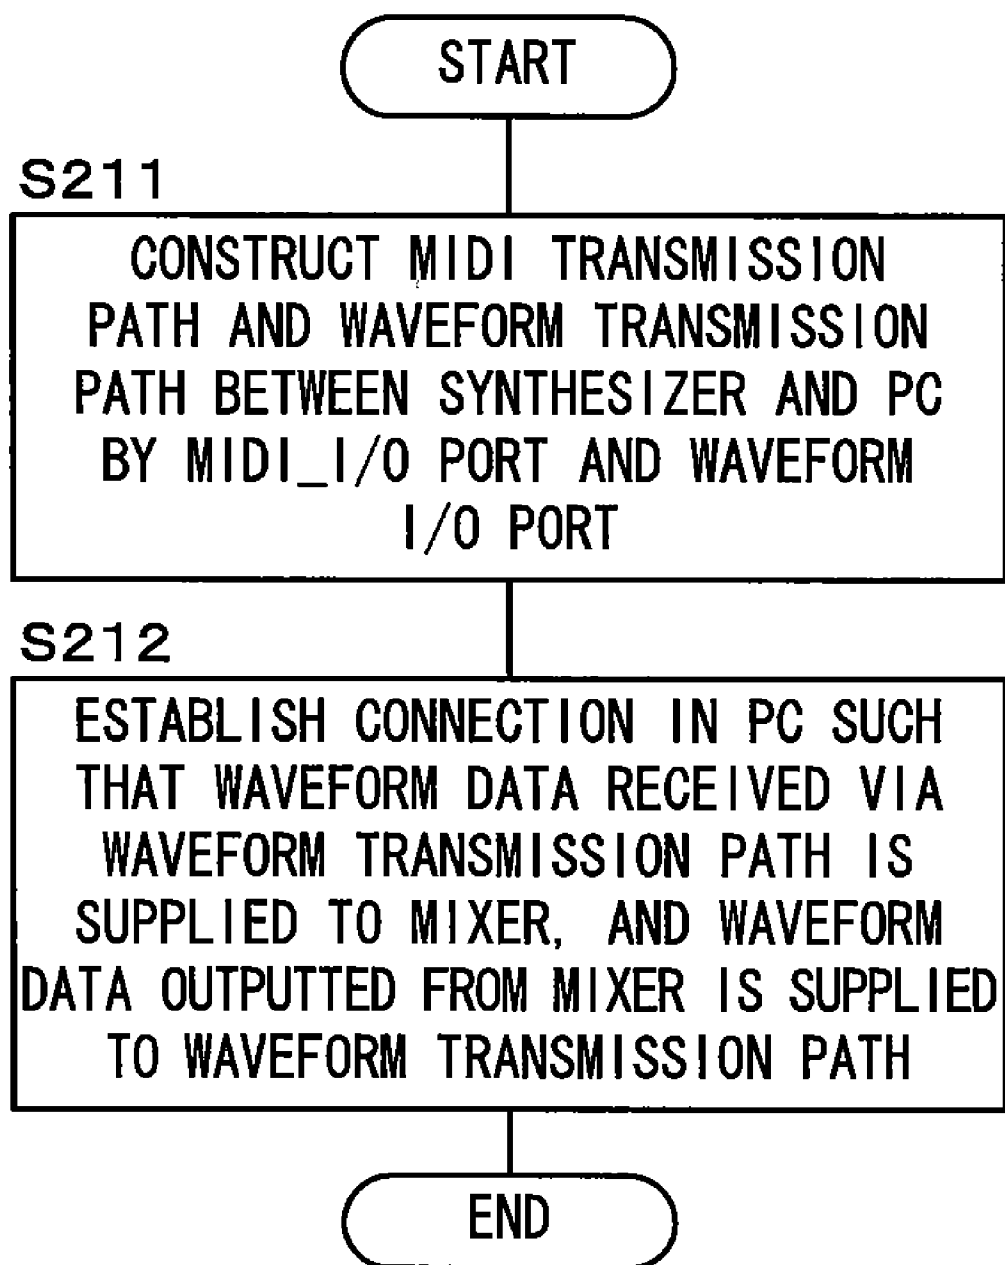 START
S211
CONSTRUCT MIDI TRANSMISSION
PATH AND WAVEFORM TRANSMISSION
PATH BETWEEN SYNTHESIZER AND PC
BY MIDI_I/O PORT AND WAVEFORM
I/O PORT
S212
ESTABLISH CONNECTION IN PC SUCH
THAT WAVEFORM DATA RECEIVED VIA
WAVEFORM TRANSMISSION PATH IS
SUPPLIED TO MIXER, AND WAVEFORM
DATA OUTPUTTED FROM MIXER IS SUPPLIED
TO WAVEFORM TRANSMISSION PATH
END